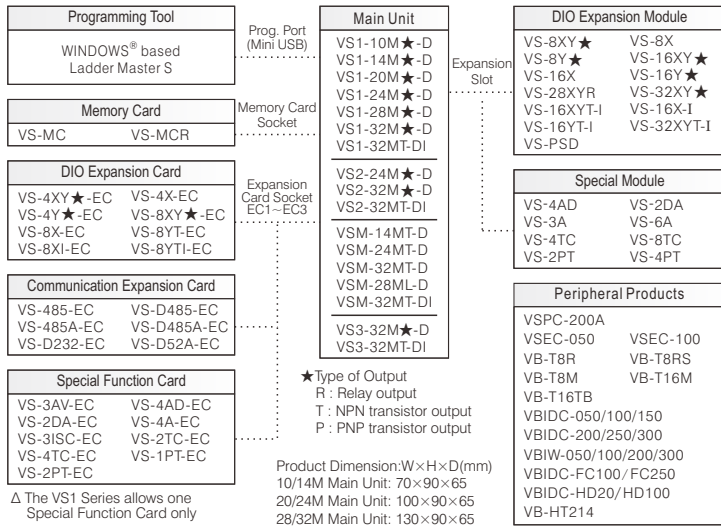 Programming Tool
WINDOWS® based
Ladder Master S
Prog. Port
(Mini USB)
Memory Card
VS-MC VS-MCR
Memory Card
Socket
DIO Expansion Card
VS-4XY★-EC VS-4X-EC
VS-4Y★-EC VS-8XY★-EC
VS-8X-EC VS-8YT-EC
VS-8XI-EC VS-8YTI-EC
Expansion
Card Socket
EC1~EC3
Communication Expansion Card
VS-485-EC VS-D485-EC
VS-485A-EC VS-D485A-EC
VS-D232-EC VS-D52A-EC
Special Function Card
VS-3AV-EC VS-4AD-EC
VS-2DA-EC VS-4A-EC
VS-3ISC-EC VS-2TC-EC
VS-4TC-EC VS-1PT-EC
VS-2PT-EC
Δ The VS1 Series allows one
Special Function Card only
Main Unit
VS1-10M★-D
VS1-14M★-D
VS1-20M★-D
VS1-24M★-D
VS1-28M★-D
VS1-32M★-D
VS1-32MT-DI
VS2-24M★-D
VS2-32M★-D
VS2-32MT-DI
VSM-14MT-D
VSM-24MT-D
VSM-32MT-D
VSM-28ML-D
VSM-32MT-DI
VS3-32M★-D
VS3-32MT-DI
★Type of Output
R : Relay output
T : NPN transistor output
P : PNP transistor output
Product Dimension:W×H×D(mm)
10/14M Main Unit: 70×90×65
20/24M Main Unit: 100×90×65
28/32M Main Unit: 130×90×65
Expansion
Slot
DIO Expansion Module
VS-8XY★ VS-8X
VS-8Y★ VS-16XY★
VS-16X VS-16Y★
VS-28XYR VS-32XY★
VS-16XYT-I VS-16X-I
VS-16YT-I VS-32XYT-I
VS-PSD
Special Module
VS-4AD VS-2DA
VS-3A VS-6A
VS-4TC VS-8TC
VS-2PT VS-4PT
Peripheral Products
VSPC-200A
VSEC-050 VSEC-100
VB-T8R VB-T8RS
VB-T8M VB-T16M
VB-T16TB
VBIDC-050/100/150
VBIDC-200/250/300
VBIW-050/100/200/300
VBIDC-FC100/FC250
VBIDC-HD20/HD100
VB-HT214